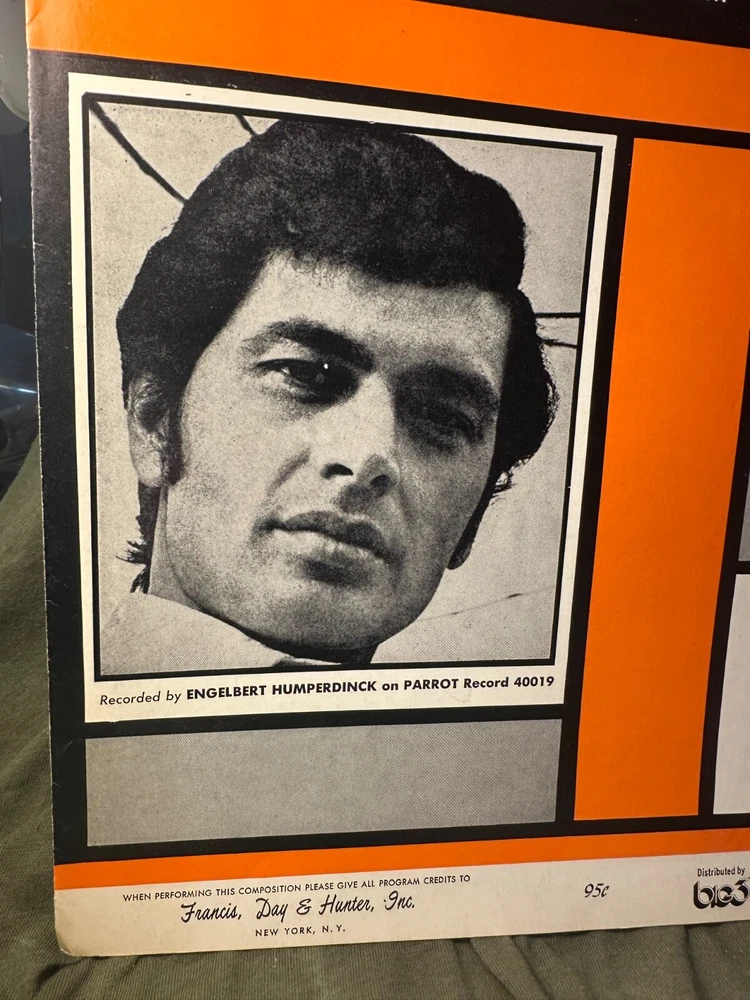 Recorded by ENGELBERT HUMPERDINCK on PARROT Record 40019
WHEN PERFORMING THIS COMPOSITION PLEASE GIVE ALL PROGRAM CREDITS TO
Francis, Day & Hunter, Inc.
NEW YORK, N. Y.
95¢
Distributed by
big3